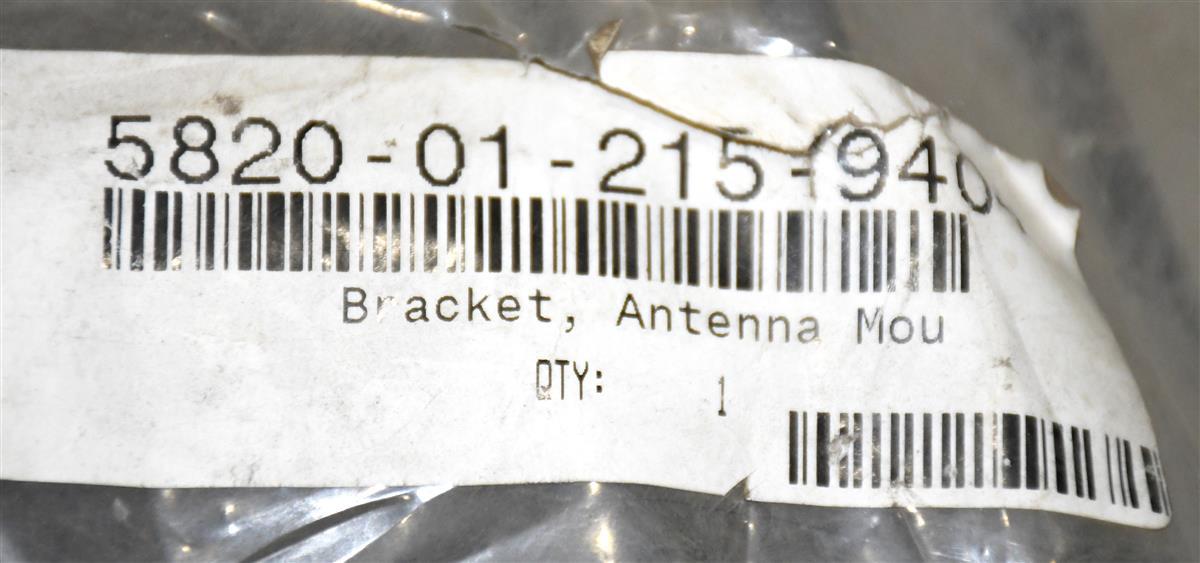 5820-01-215-940
Bracket, Antenna Mou
QTY: 1